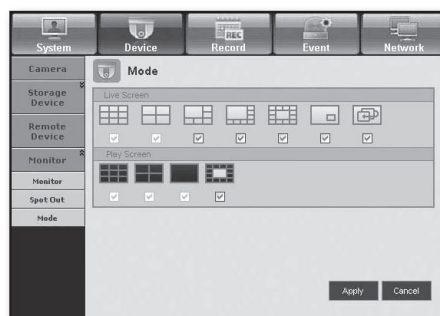 System Device REC Record Event Network
Camera
Mode
Storage Device
Live Screen
Remote Device
Play Screen
Monitor
Monitor
Spot Out
Mode
Apply Cancel